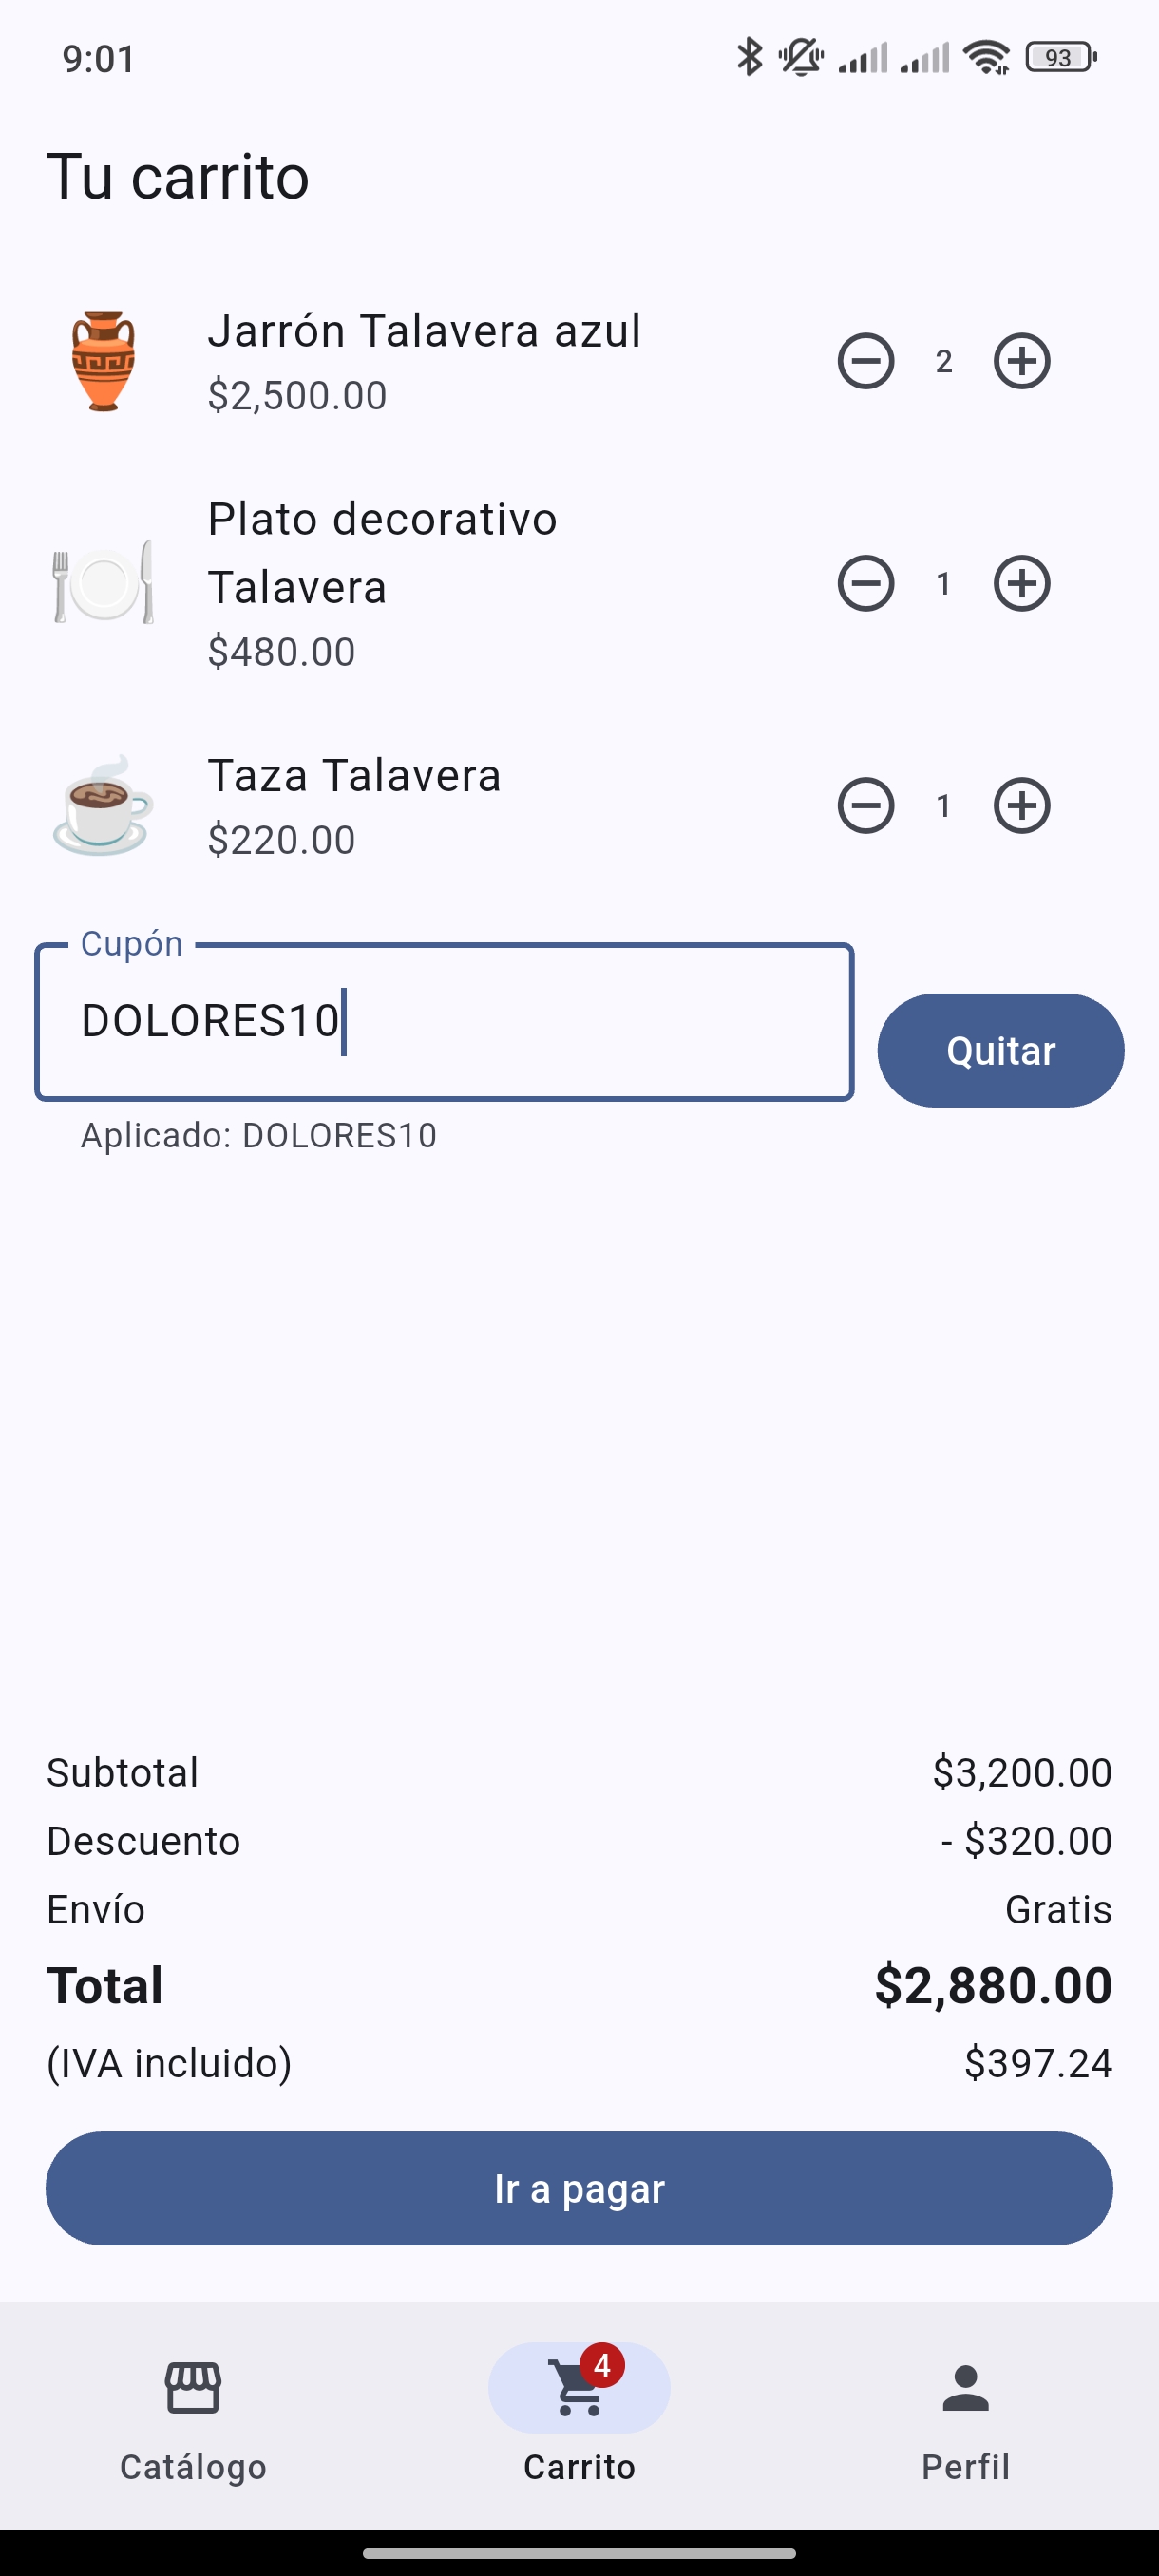 9:01
93
Tu carrito
Jarrón Talavera azul
$2,500.00
2
Plato decorativo
Talavera
$480.00
1
Taza Talavera
$220.00
1
Cupón
DOLORES10
Quitar
Aplicado: DOLORES10
Subtotal $3,200.00
Descuento - $320.00
Envío Gratis
Total $2,880.00
(IVA incluido) $397.24
Ir a pagar
4
Catálogo Carrito Perfil